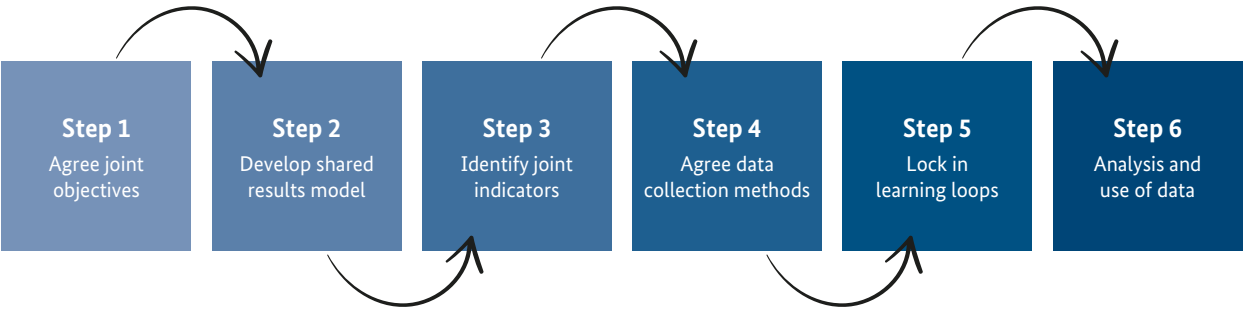 Step 1
Agree joint
objectives
Step 2
Develop shared
results model
Step 3
Identify joint
indicators
Step 4
Agree data
collection methods
Step 5
Lock in
learning loops
Step 6
Analysis and
use of data